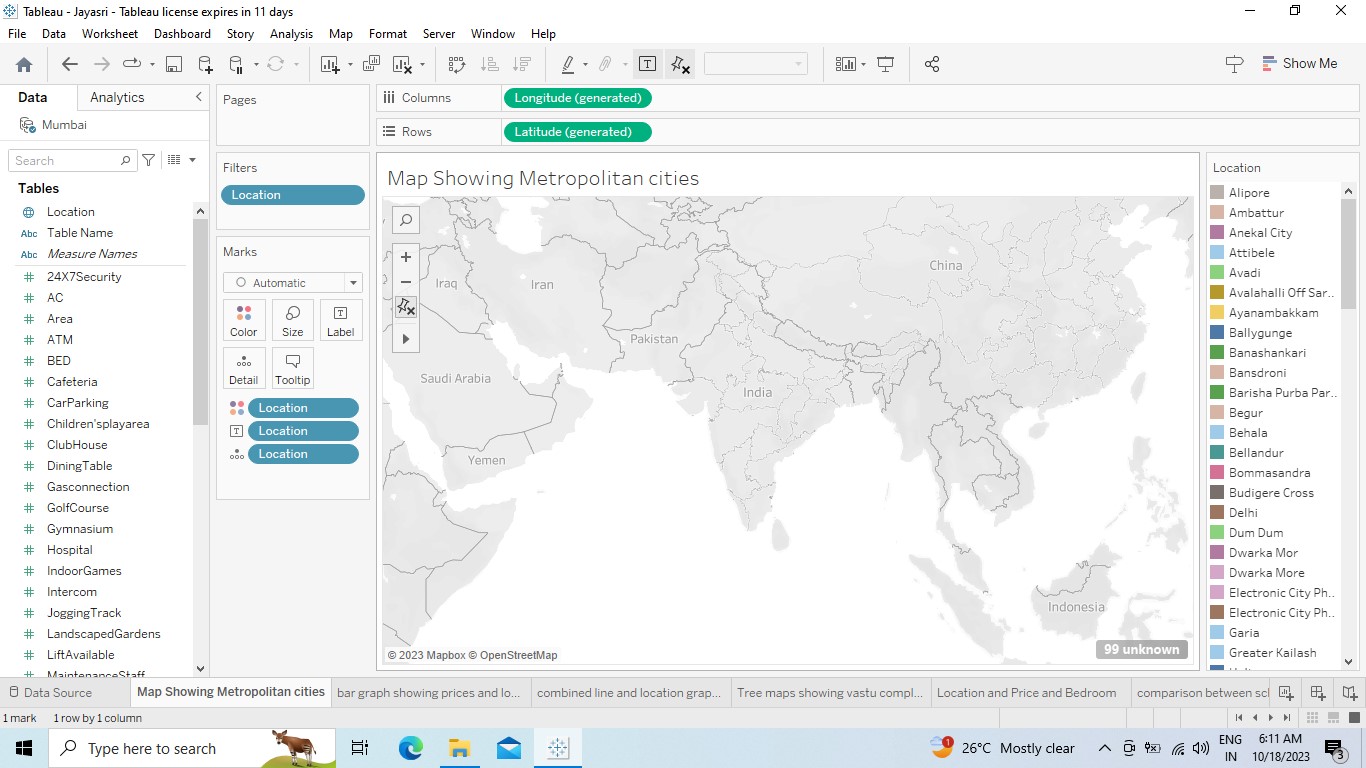 Tableau - Jayasri - Tableau license expires in 11 days
File Data Worksheet Dashboard Story Analysis Map Format Server Window Help
Show Me
Data Analytics
Mumbai
Search
Tables
Location
Abc Table Name
Abc Measure Names
24X7Security
AC
Area
ATM
BED
Cafeteria
CarParking
Children'splayarea
ClubHouse
DiningTable
Gasconnection
GolfCourse
Gymnasium
Hospital
IndoorGames
Intercom
JoggingTrack
LandscapedGardens
LiftAvailable
MaintenanceStaff
Pages
Filters
Location
Marks
Automatic
Color Size Label
Detail Tooltip
Location
Location
Location
Columns Longitude (generated)
Rows Latitude (generated)
Map Showing Metropolitan cities
Iraq
Iran
China
Pakistan
Saudi Arabia
India
Yemen
Indonesia
© 2023 Mapbox © OpenStreetMap
99 unknown
Location
Alipore
Ambattur
Anekal City
Attibele
Avadi
Avalahalli Off Sar..
Ayanambakkam
Ballygunge
Banashankari
Bansdroni
Barisha Purba Par..
Begur
Behala
Bellandur
Bommasandra
Budigere Cross
Delhi
Dum Dum
Dwarka Mor
Dwarka More
Electronic City Ph..
Electronic City Ph..
Garia
Greater Kailash
Data Source Map Showing Metropolitan cities bar graph showing prices and lo... combined line and location grap... Tree maps showing vastu compl... Location and Price and Bedroom comparison between scl
1 mark 1 row by 1 column
Type here to search
1
26°C Mostly clear
ENG
IN
6:11 AM
10/18/2023
3